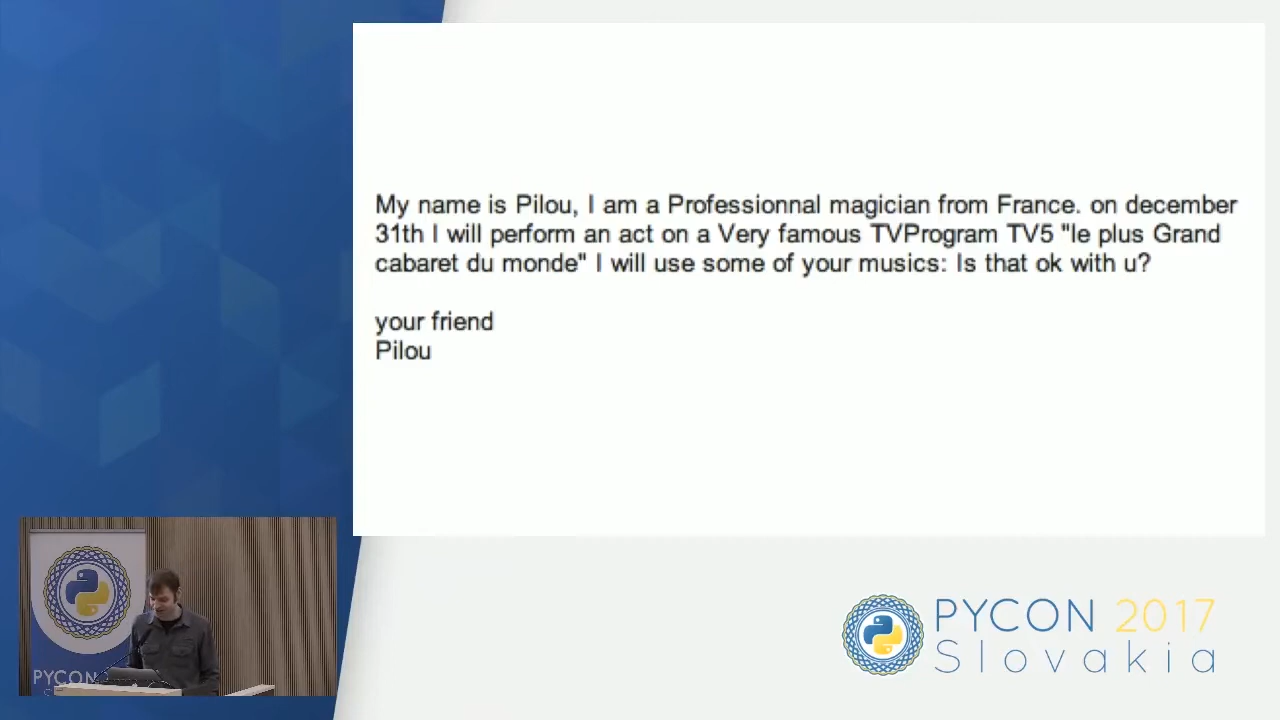 My name is Pilou, I am a Professionnal magician from France. on december
31th I will perform an act on a Very famous TVProgram TV5 "le plus Grand
cabaret du monde" I will use some of your musics: Is that ok with u?
your friend
Pilou
PYCON
PYCON 2017
Slovakia